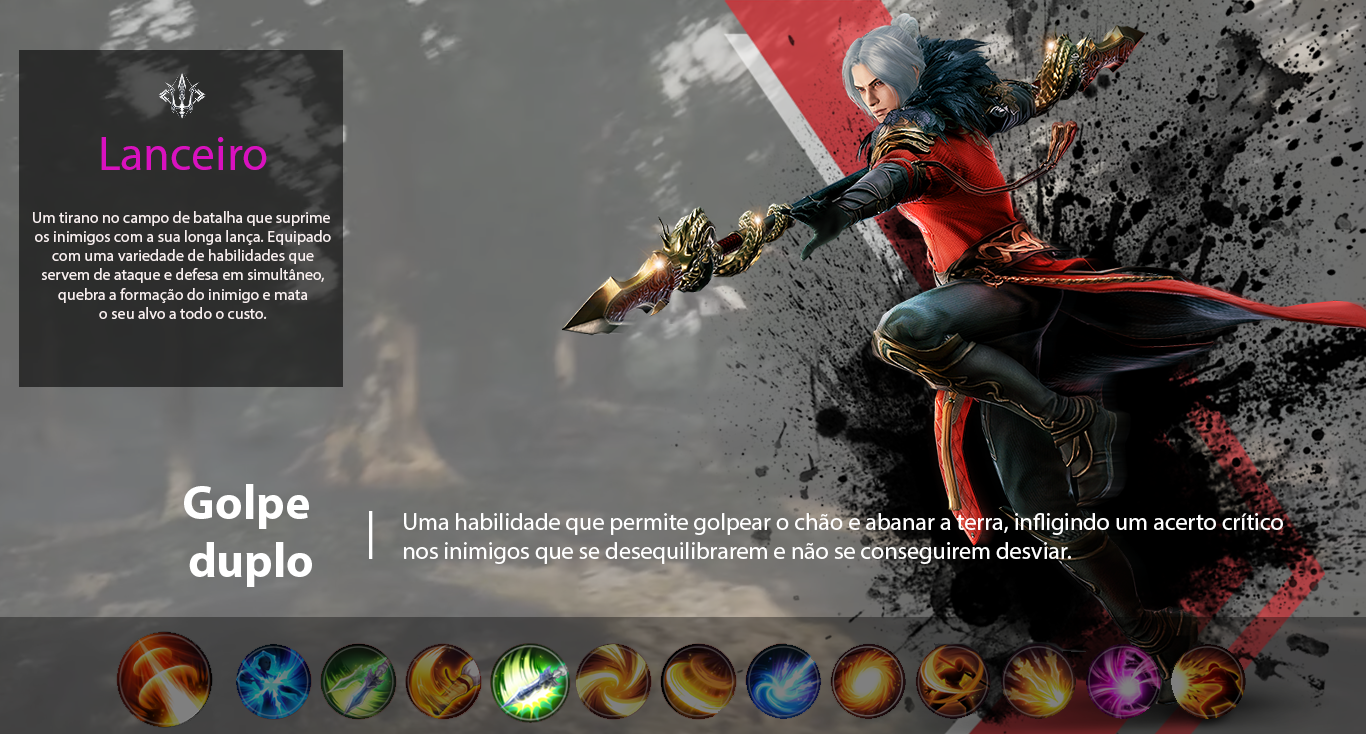 Lanceiro
Um tirano no campo de batalha que suprime
os inimigos com a sua longa lança. Equipado
com uma variedade de habilidades que
servem de ataque e defesa em simultâneo,
quebra a formação do inimigo e mata
o seu alvo a todo o custo.
Golpe
duplo
Uma habilidade que permite golpear o chão e abanar a terra, infligindo um acerto crítico
nos inimigos que se desequilibrarem e não se conseguirem desviar.